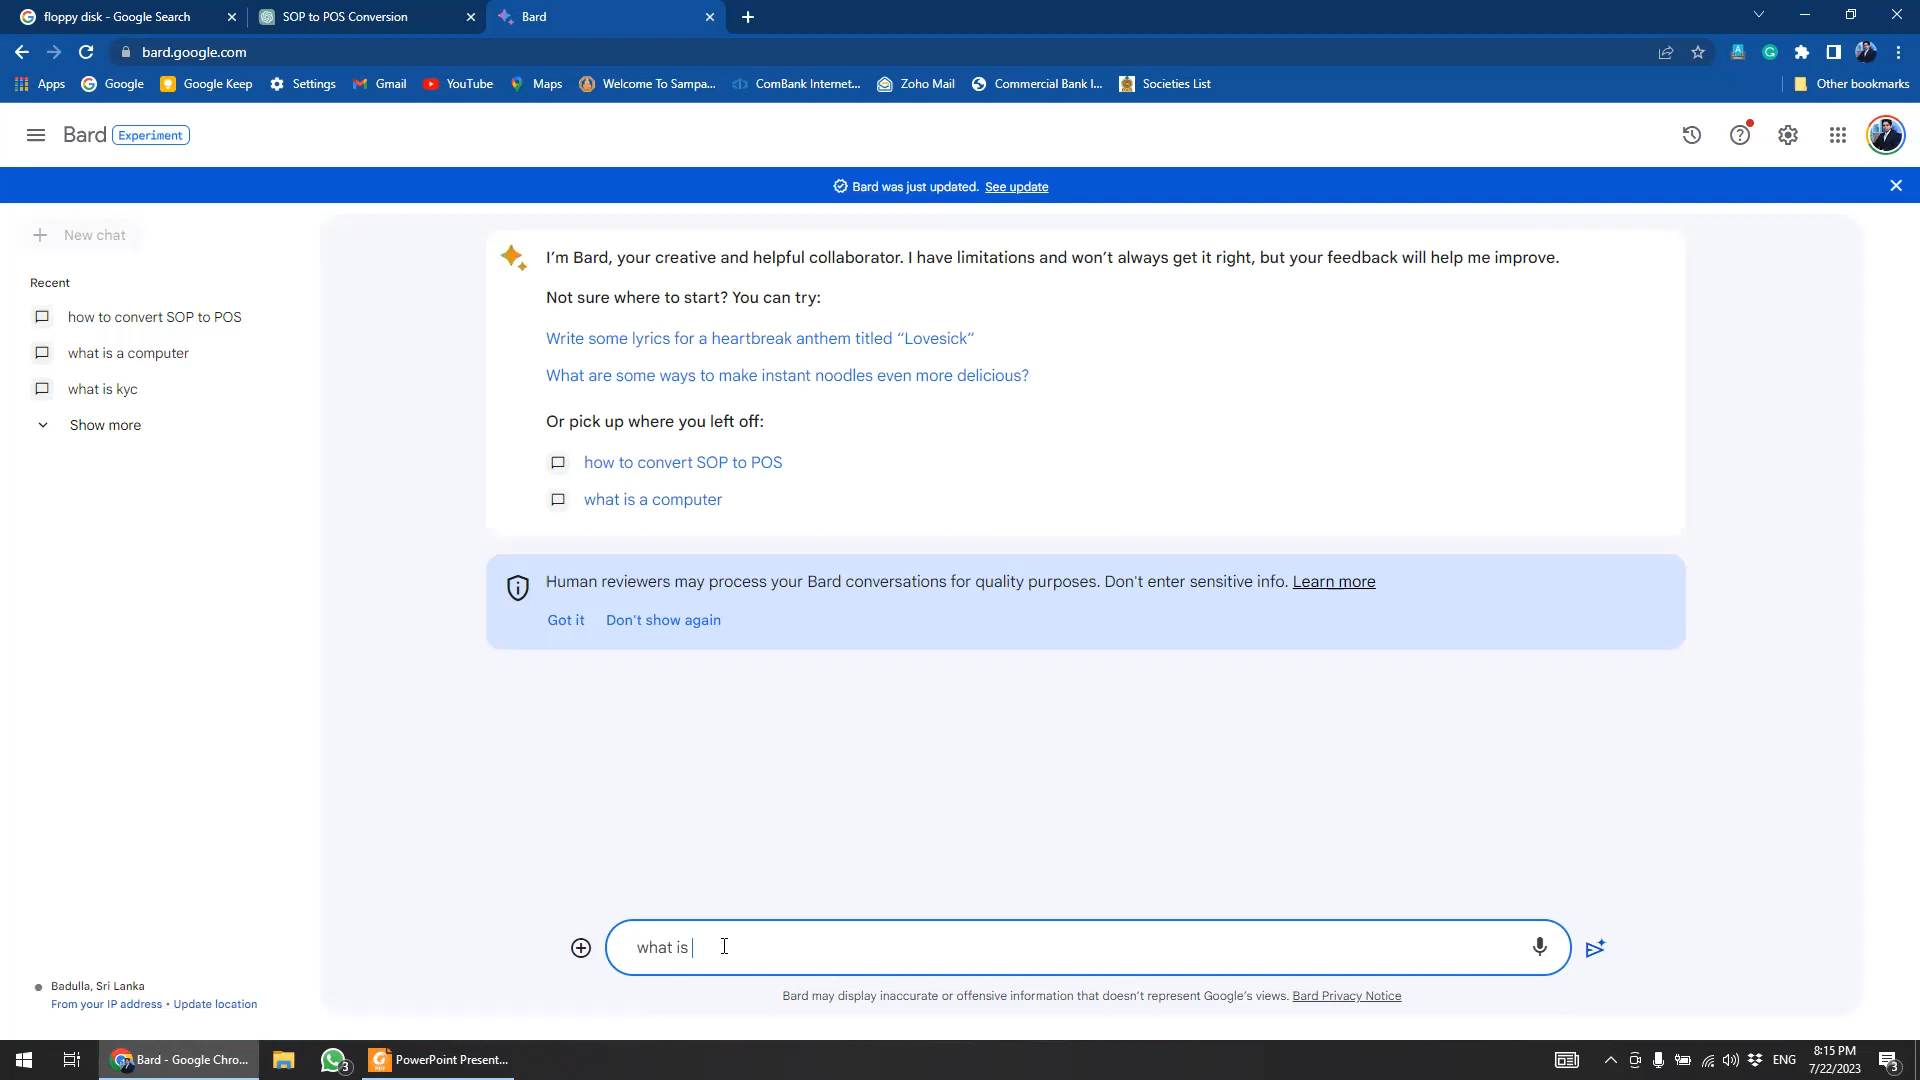 floppy disk - Google Search
SOP to POS Conversion
Bard
bard.google.com
Apps
Google
Google Keep
Settings
Gmail
YouTube
Maps
Welcome To Sampa...
ComBank Internet...
Zoho Mail
Commercial Bank I...
Societies List
Other bookmarks
Bard Experiment
Bard was just updated. See update
New chat
Recent
how to convert SOP to POS
what is a computer
what is kyc
Show more
I'm Bard, your creative and helpful collaborator. I have limitations and won't always get it right, but your feedback will help me improve.
Not sure where to start? You can try:
Write some lyrics for a heartbreak anthem titled “Lovesick”
What are some ways to make instant noodles even more delicious?
Or pick up where you left off:
how to convert SOP to POS
what is a computer
Human reviewers may process your Bard conversations for quality purposes. Don't enter sensitive info. Learn more
Got it Don't show again
what is
Bard may display inaccurate or offensive information that doesn't represent Google's views. Bard Privacy Notice
Badulla, Sri Lanka
From your IP address • Update location
Bard - Google Chro...
3
PowerPoint Present...
ENG
8:15 PM
7/22/2023
3